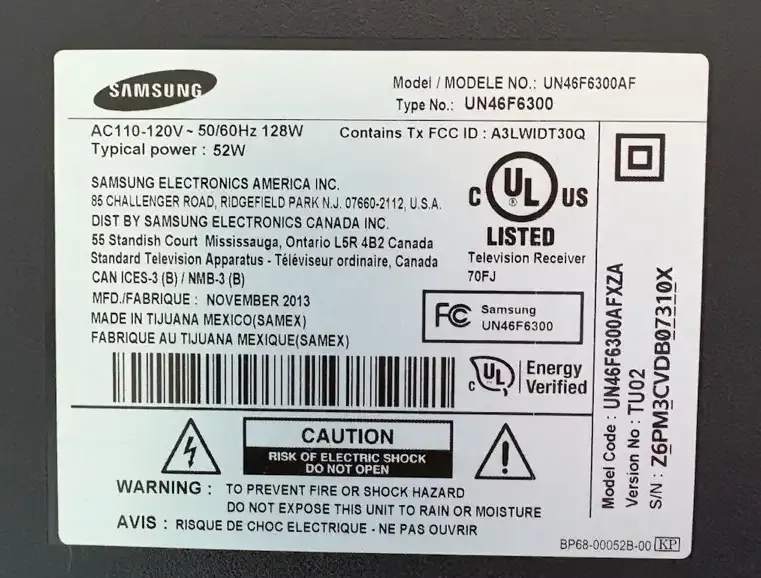 SAMSUNG
Model / MODELE NO.: UN46F6300AF
Type No.: UN46F6300
AC110-120V~ 50/60Hz 128W
Typical power : 52W
Contains Tx FCC ID : A3LWIDT30Q
SAMSUNG ELECTRONICS AMERICA INC.
85 CHALLENGER ROAD, RIDGEFIELD PARK N.J. 07660-2112, U.S.A.
DIST BY SAMSUNG ELECTRONICS CANADA INC.
55 Standish Court Mississauga, Ontario L5R 4B2 Canada
Standard Television Apparatus - Téléviseur ordinaire, Canada
CAN ICES-3 (B) / NMB-3 (B)
MFD./FABRIQUE : NOVEMBER 2013
MADE IN TIJUANA MEXICO(SAMEX)
FABRIQUE AU TIJUANA MEXIQUE(SAMEX)
C UL ® US
LISTED
Television Receiver
70FJ
FC Samsung
UN46F6300
C UL ® Energy
Verified
CAUTION
RISK OF ELECTRIC SHOCK
DO NOT OPEN
WARNING : TO PREVENT FIRE OR SHOCK HAZARD
DO NOT EXPOSE THIS UNIT TO RAIN OR MOISTURE
AVIS : RISQUE DE CHOC ELECTRIQUE - NE PAS OUVRIR
Model Code : UN46F6300AFXZA
Version No : TU02
S/N : Z6PM3CVDB07310X
BP68-00052B-00 KP